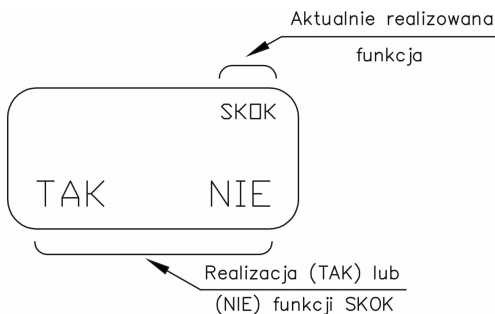 Aktualnie realizowana
funkcja
SKOK
TAK NIE
Realizacja (TAK) lub
(NIE) funkcji SKOK